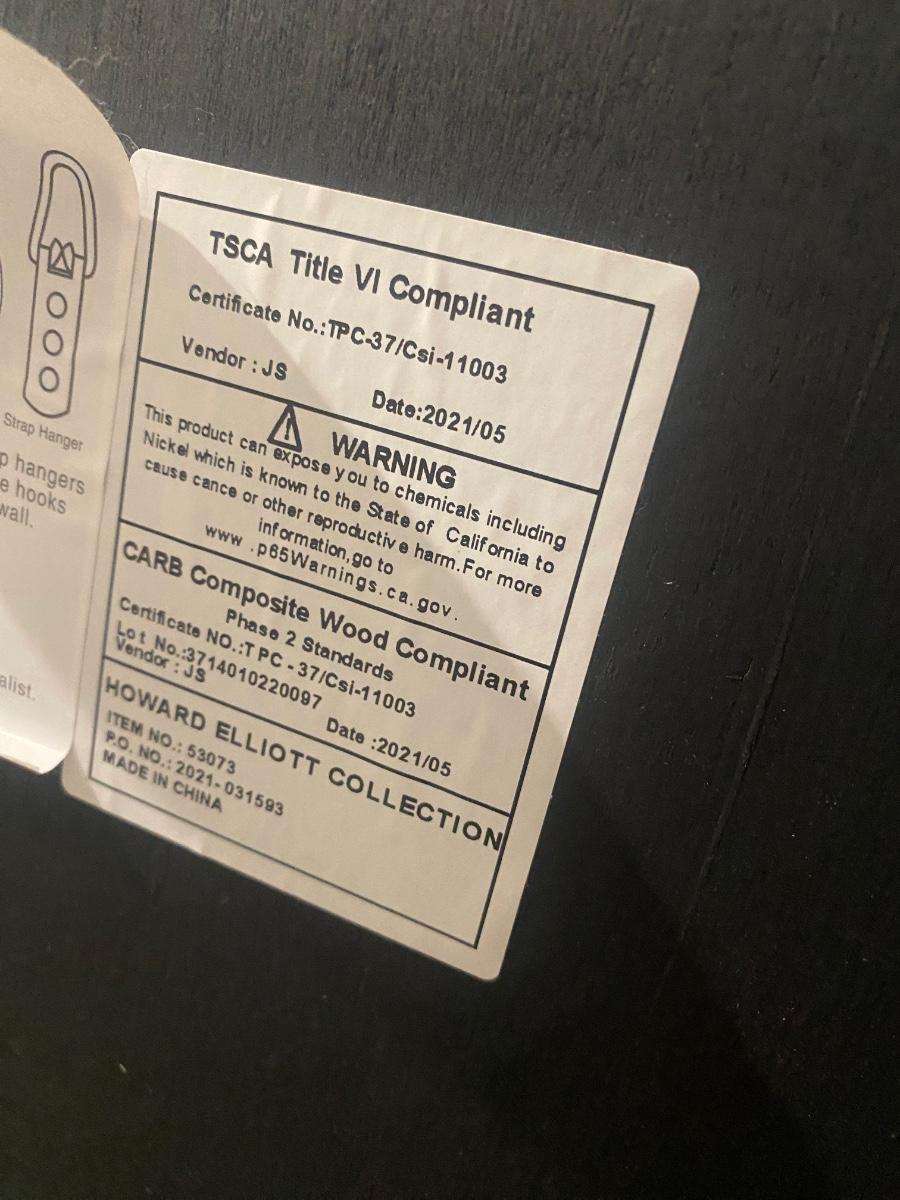 Strap Hanger
p hangers
e hooks
wall.
alist.
TSCA Title VI Compliant
Certificate No.:TPC-37/Csi-11003
Vendor : JS
Date:2021/05
WARNING
This product can expose you to chemicals including
Nickel which is known to the State of California to
cause cance or other reproductive harm.For more
information,go to
www .p65Warnings.ca.gov.
CARB Composite Wood Compliant
Phase 2 Standards
Certificate NO.:TPC-37/Csi-11003
Lot No.:3714010220097
Vendor : JS
Date :2021/05
HOWARD ELLIOTT COLLECTION
ITEM NO.: 53073
P.O. NO.: 2021-031593
MADE IN CHINA